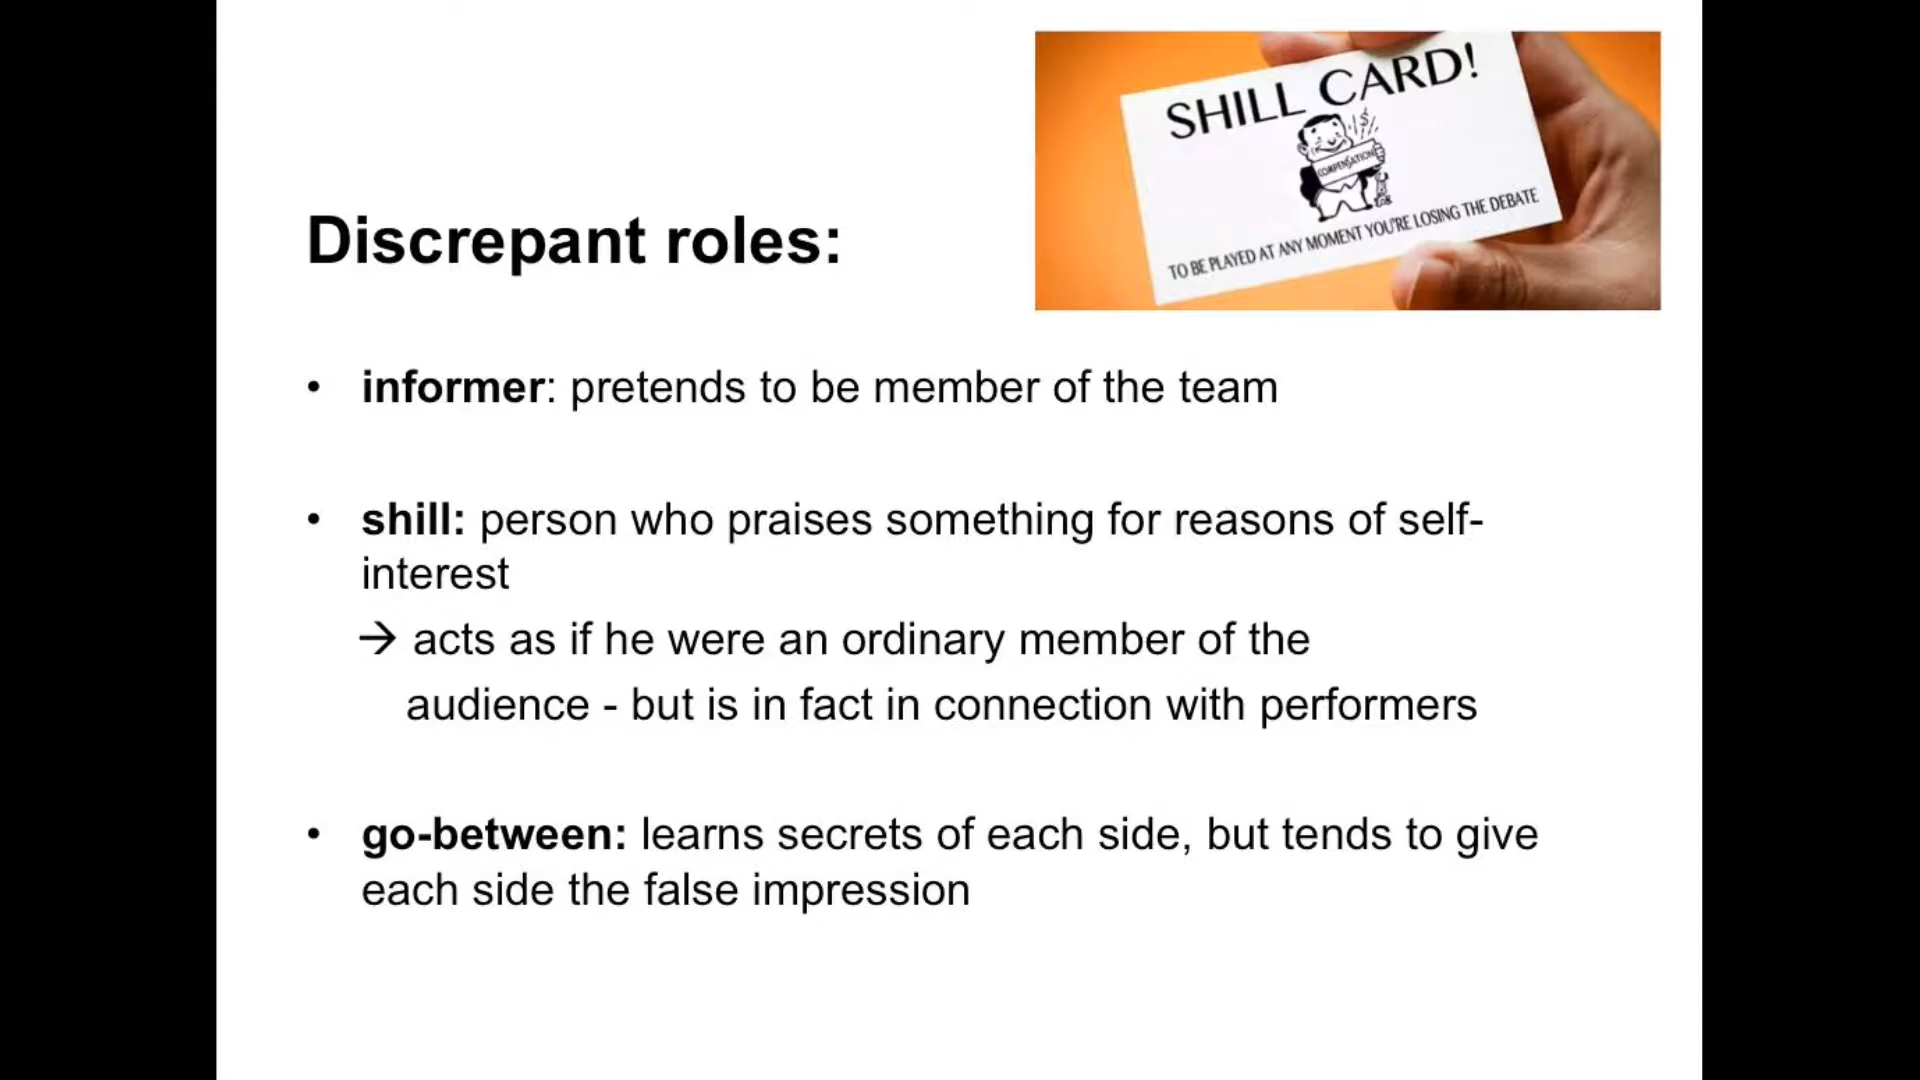 SHILL CARD!
$
COMPENSATION
TO BE PLAYED AT ANY MOMENT YOU'RE LOSING THE DEBATE
Discrepant roles:
• informer: pretends to be member of the team
• shill: person who praises something for reasons of self-
interest
→ acts as if he were an ordinary member of the
audience - but is in fact in connection with performers
• go-between: learns secrets of each side, but tends to give
each side the false impression